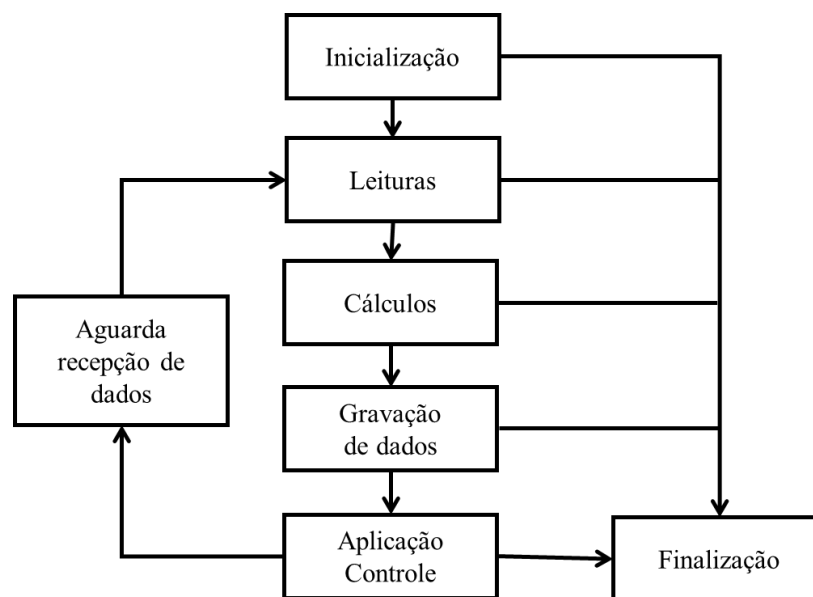 Inicialização
Leituras
Cálculos
Aguarda
recepção de
dados
Gravação
de dados
Aplicação
Controle
Finalização